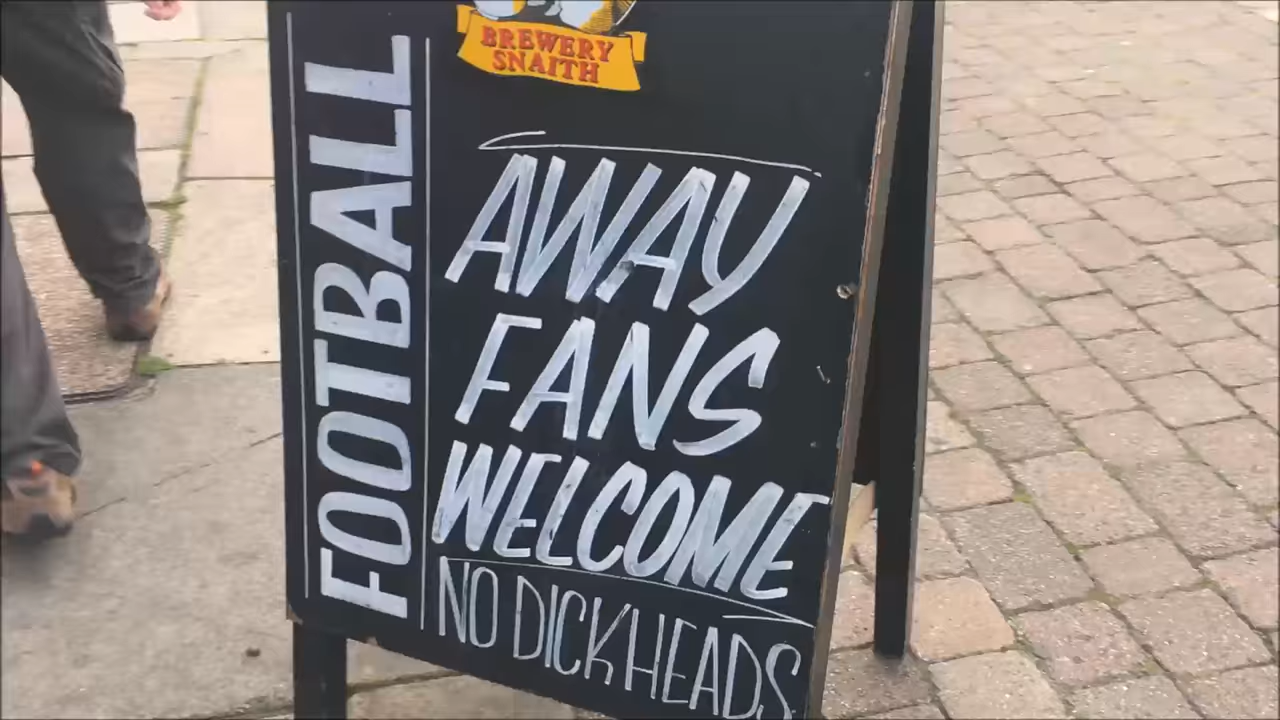 BREWERY
SNAITH
FOOTBALL
AWAY
FANS
WELCOME
NO DICKHEADS